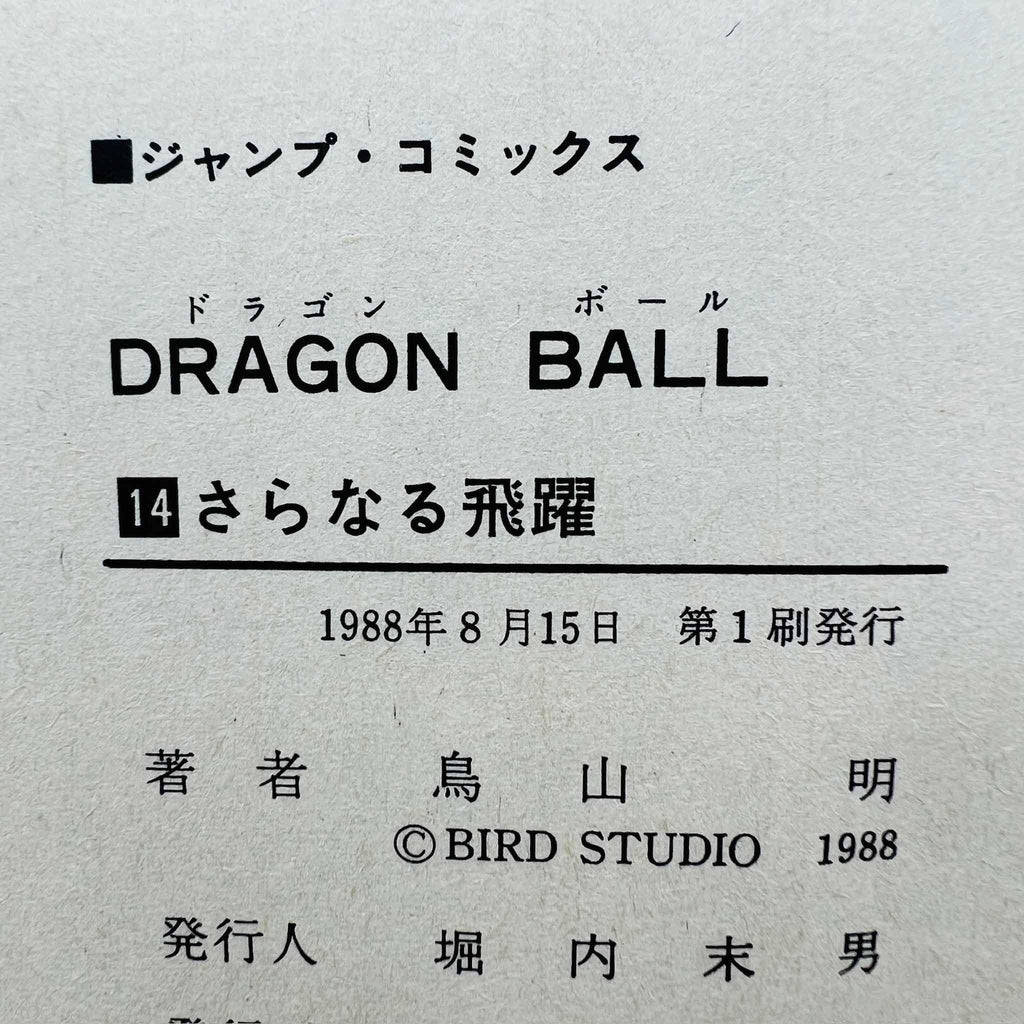 ■ジャンプ・コミックス
ドラゴン ボール
DRAGON BALL
14 さらなる飛躍
1988年8月15日 第1刷発行
著者 鳥山明
©BIRD STUDIO 1988
発行人 堀内末男